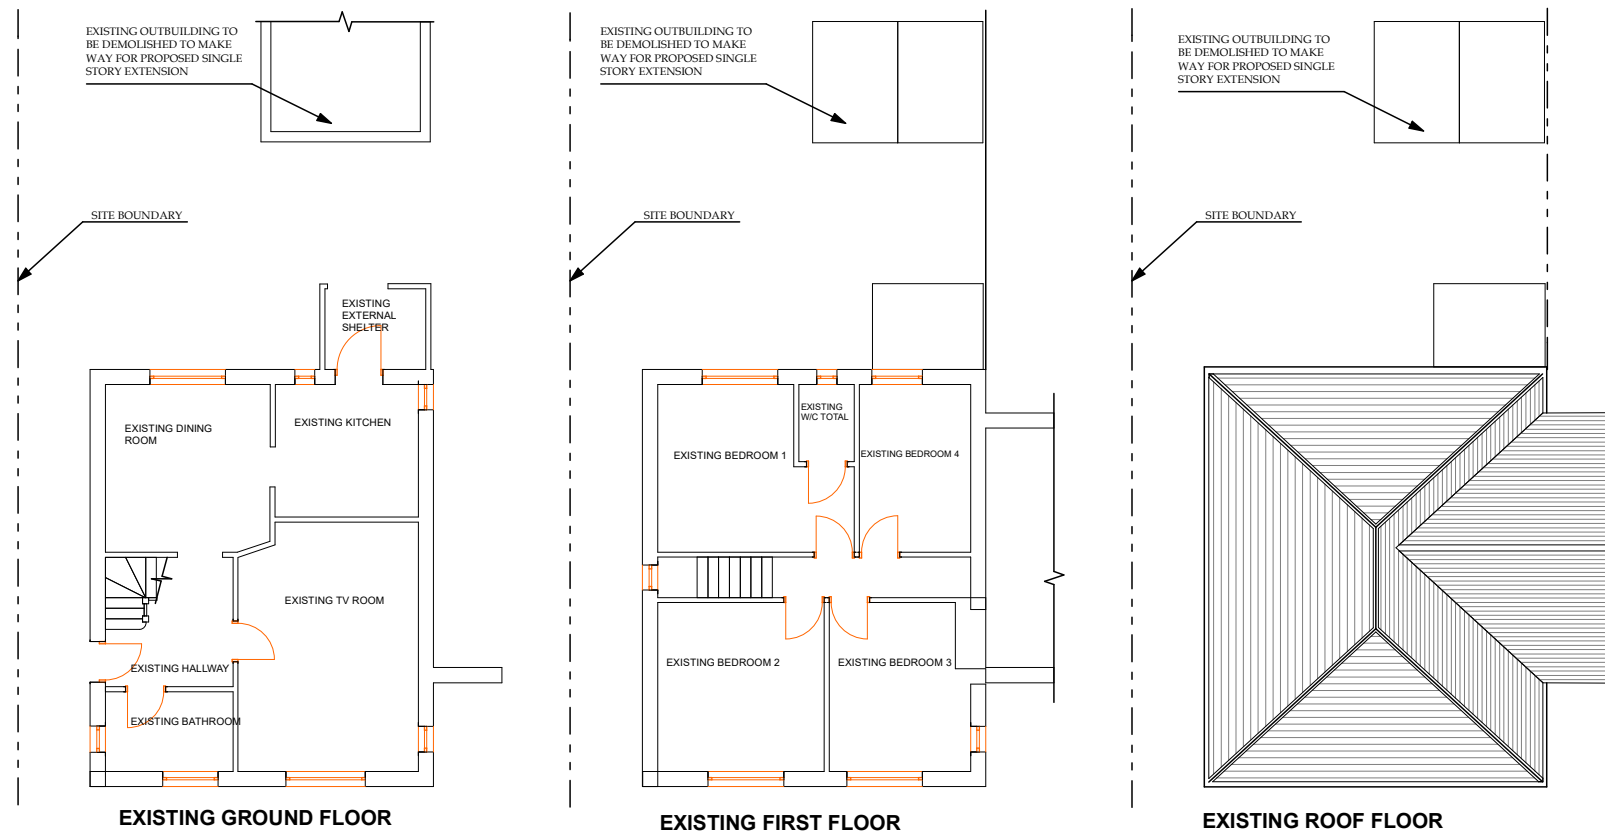 EXISTING OUTBUILDING TO
BE DEMOLISHED TO MAKE
WAY FOR PROPOSED SINGLE
STORY EXTENSION
SITE BOUNDARY
EXISTING
EXTERNAL
SHELTER
EXISTING DINING
ROOM
EXISTING KITCHEN
EXISTING TV ROOM
EXISTING HALLWAY
EXISTING BATHROOM
EXISTING GROUND FLOOR
EXISTING OUTBUILDING TO
BE DEMOLISHED TO MAKE
WAY FOR PROPOSED SINGLE
STORY EXTENSION
SITE BOUNDARY
EXISTING
W/C TOTAL
EXISTING BEDROOM 1
EXISTING BEDROOM 4
EXISTING BEDROOM 2
EXISTING BEDROOM 3
EXISTING FIRST FLOOR
EXISTING OUTBUILDING TO
BE DEMOLISHED TO MAKE
WAY FOR PROPOSED SINGLE
STORY EXTENSION
SITE BOUNDARY
EXISTING ROOF FLOOR